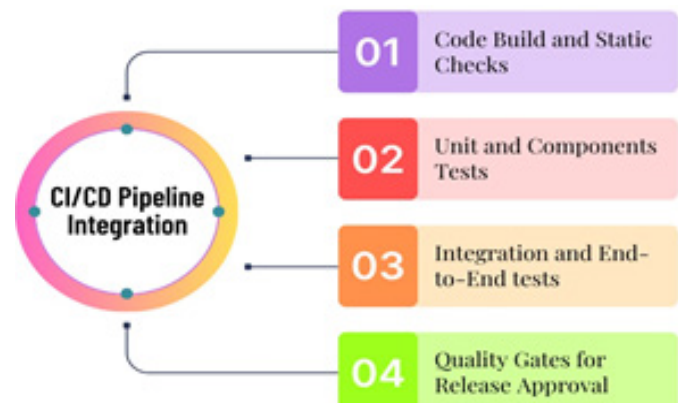 CI/CD Pipeline
Integration
01
Code Build and Static
Checks
02
Unit and Components
Tests
03
Integration and End-
to-End tests
04
Quality Gates for
Release Approval